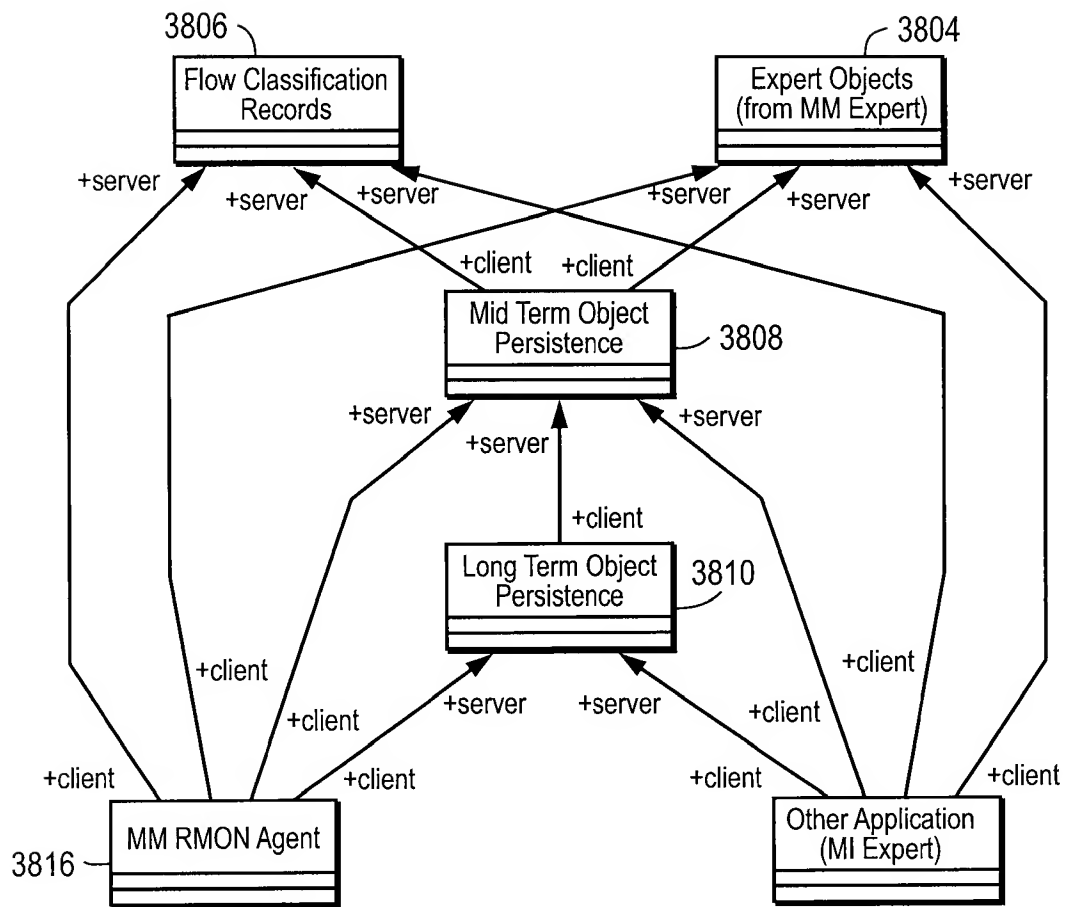 3806
3804
Flow Classification
Records
Expert Objects
(from MM Expert)
+server
+server
+server
+server
+server
+server
+client
+client
Mid Term Object
Persistence
3808
+server
+server
+server
+client
Long Term Object
Persistence
3810
+client
+client
+server
+server
+client
+client
+client
+client
+client
+client
MM RMON Agent
3816
Other Application
(MI Expert)